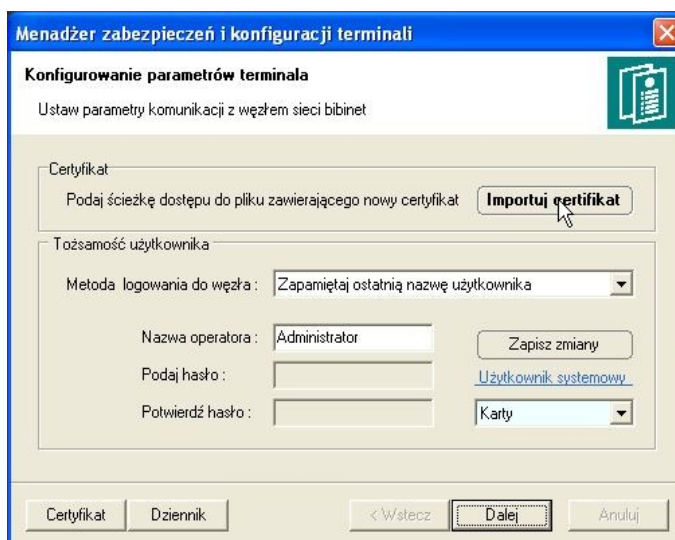 Menadżer zabezpieczeń i konfiguracji terminali
Konfigurowanie parametrów terminala
Ustaw parametry komunikacji z węzłem sieci bibinet
Certyfikat
Podaj ścieżkę dostępu do pliku zawierającego nowy certyfikat Importuj certifikat
Tożsamość użytkownika
Metoda logowania do węzła : Zapamiętaj ostatnią nazwę użytkownika
Nazwa operatora : Administrator Zapisz zmiany
Podaj hasło : Użytkownik systemowy
Potwierdź hasło : Karty
Certyfikat Dziennik < Wstecz Dalej Anuluj